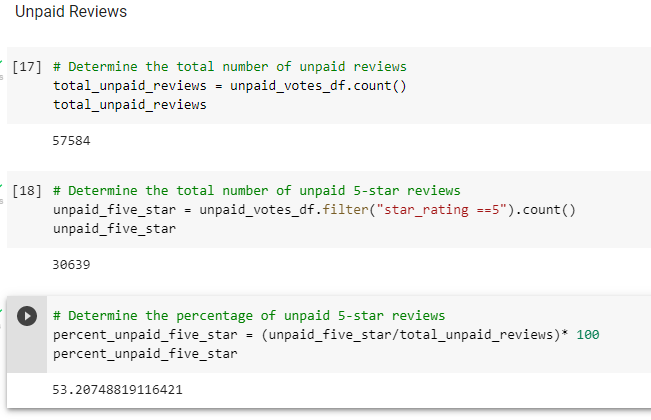 Unpaid Reviews
[17] # Determine the total number of unpaid reviews
total_unpaid_reviews = unpaid_votes_df.count()
total_unpaid_reviews
57584
[18] # Determine the total number of unpaid 5-star reviews
unpaid_five_star = unpaid_votes_df.filter("star_rating ==5").count()
unpaid_five_star
30639
# Determine the percentage of unpaid 5-star reviews
percent_unpaid_five_star = (unpaid_five_star/total_unpaid_reviews)* 100
percent_unpaid_five_star
53.20748819116421